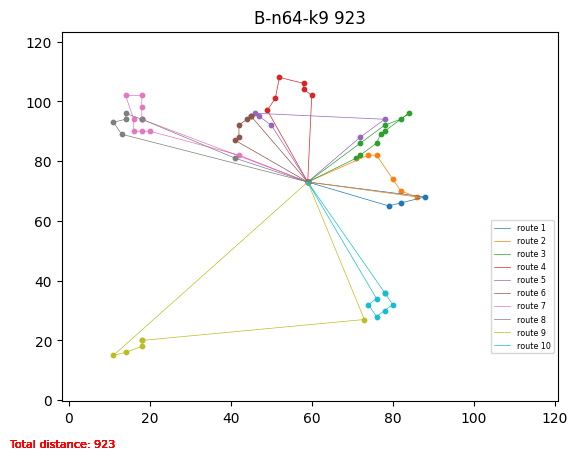 B-n64-k9 923
120
100
80
60
40
20
0
0 20 40 60 80 100 120
route 1
route 2
route 3
route 4
route 5
route 6
route 7
route 8
route 9
route 10
Total distance: 923